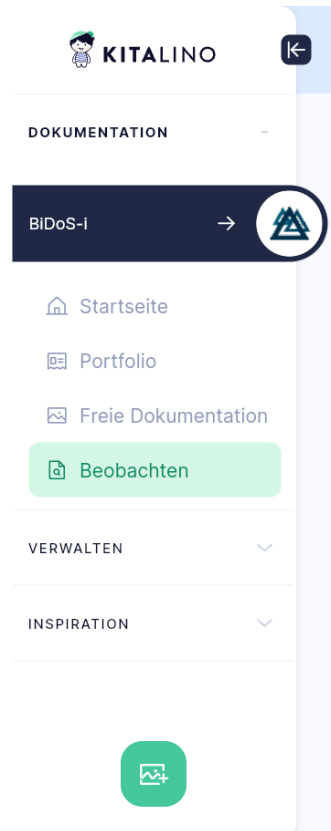 KITALINO
DOKUMENTATION
BiDoS-i
Startseite
Portfolio
Freie Dokumentation
Beobachten
VERWALTEN
INSPIRATION